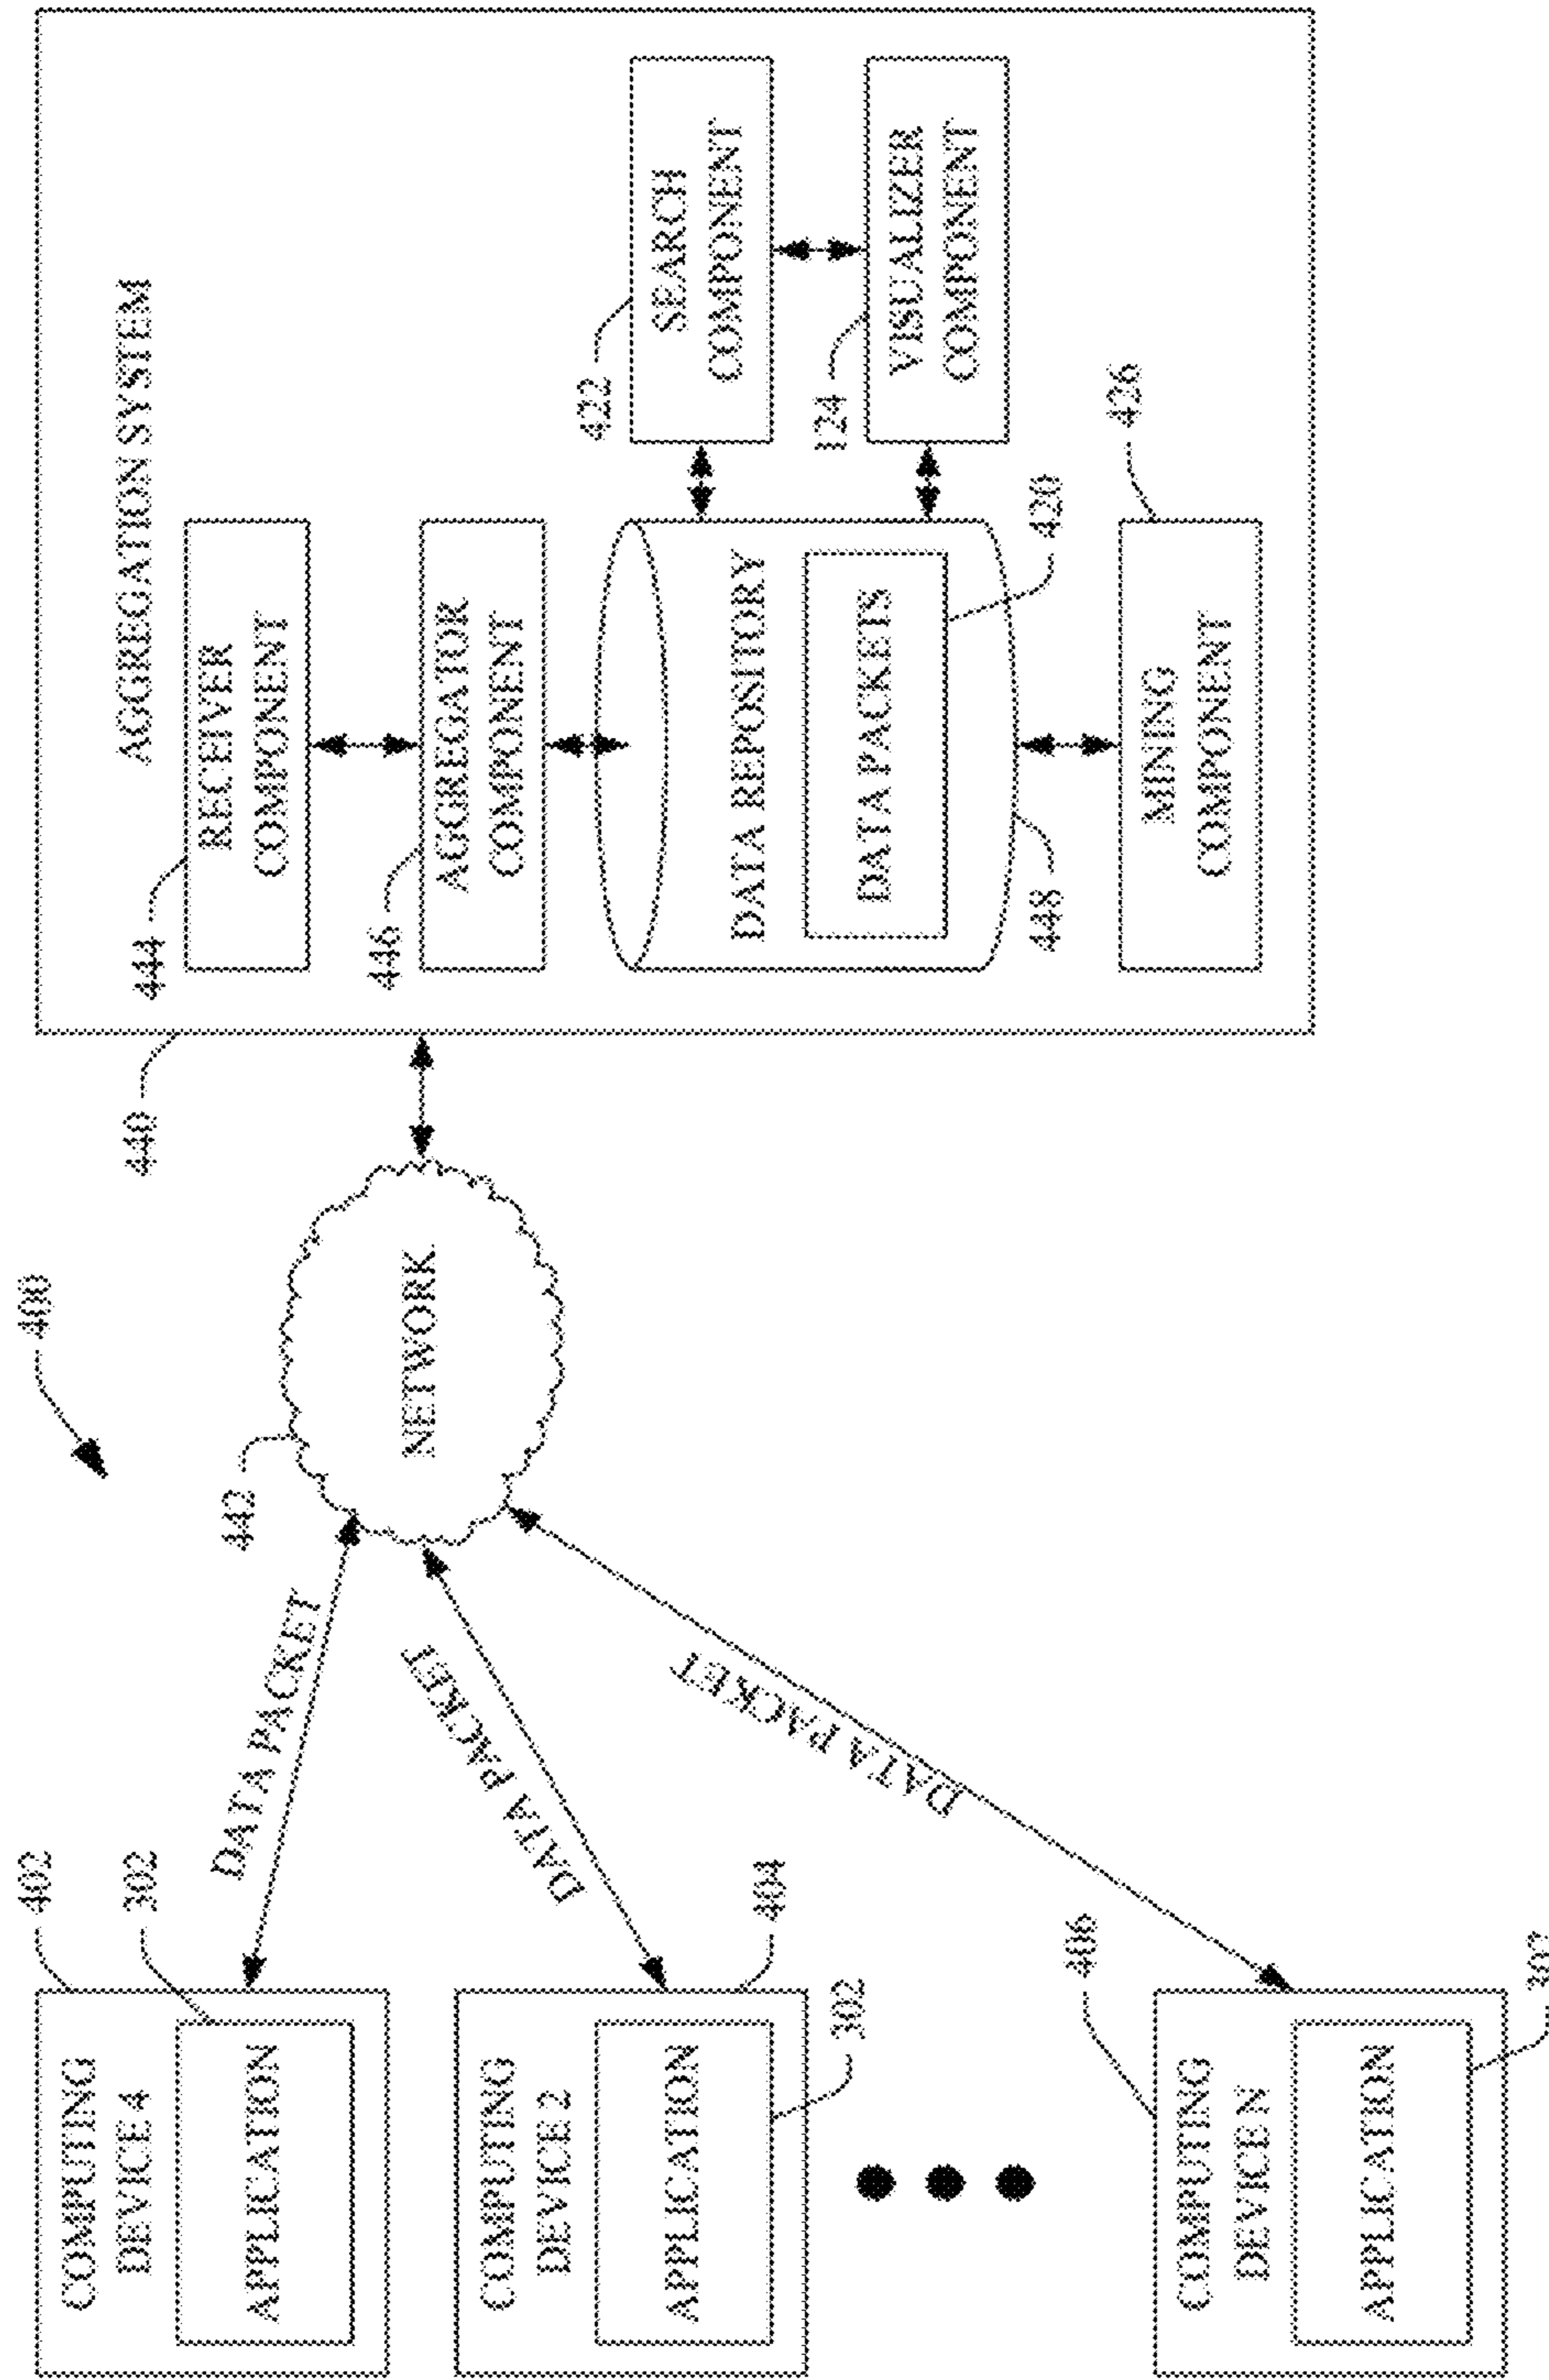 400
402
COMPUTING
DEVICE 4
302
APPLICATION
DATA PACKET
COMPUTING
DEVICE 2
404
APPLICATION
302
DATA PACKET
406
COMPUTING
DEVICE N
APPLICATION
DATA PACKET
442
NETWORK
440
AGGREGATION SYSTEM
444
RECEIVER
COMPONENT
446
AGGREGATOR
COMPONENT
422
SEARCH
COMPONENT
DATA REPOSITORY
124
VISUALIZER
COMPONENT
DATA PACKETS
420
448
426
MINING
COMPONENT